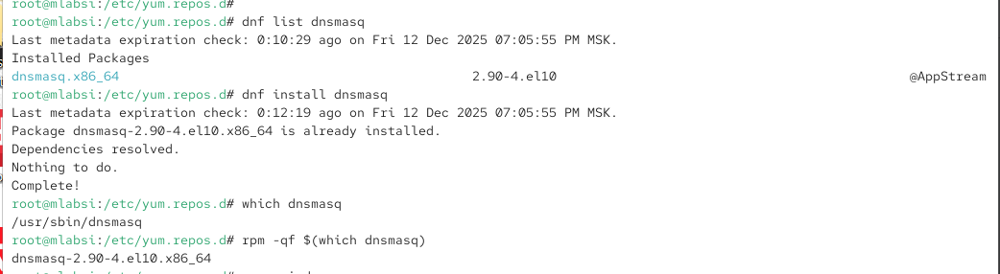 root@mlabsi:/etc/yum.repos.d#
root@mlabsi:/etc/yum.repos.d# dnf list dnsmasq
Last metadata expiration check: 0:10:29 ago on Fri 12 Dec 2025 07:05:55 PM MSK.
Installed Packages
dnsmasq.x86_64 2.90-4.el10 @AppStream
root@mlabsi:/etc/yum.repos.d# dnf install dnsmasq
Last metadata expiration check: 0:12:19 ago on Fri 12 Dec 2025 07:05:55 PM MSK.
Package dnsmasq-2.90-4.el10.x86_64 is already installed.
Dependencies resolved.
Nothing to do.
Complete!
root@mlabsi:/etc/yum.repos.d# which dnsmasq
/usr/sbin/dnsmasq
root@mlabsi:/etc/yum.repos.d# rpm -qf $(which dnsmasq)
dnsmasq-2.90-4.el10.x86_64